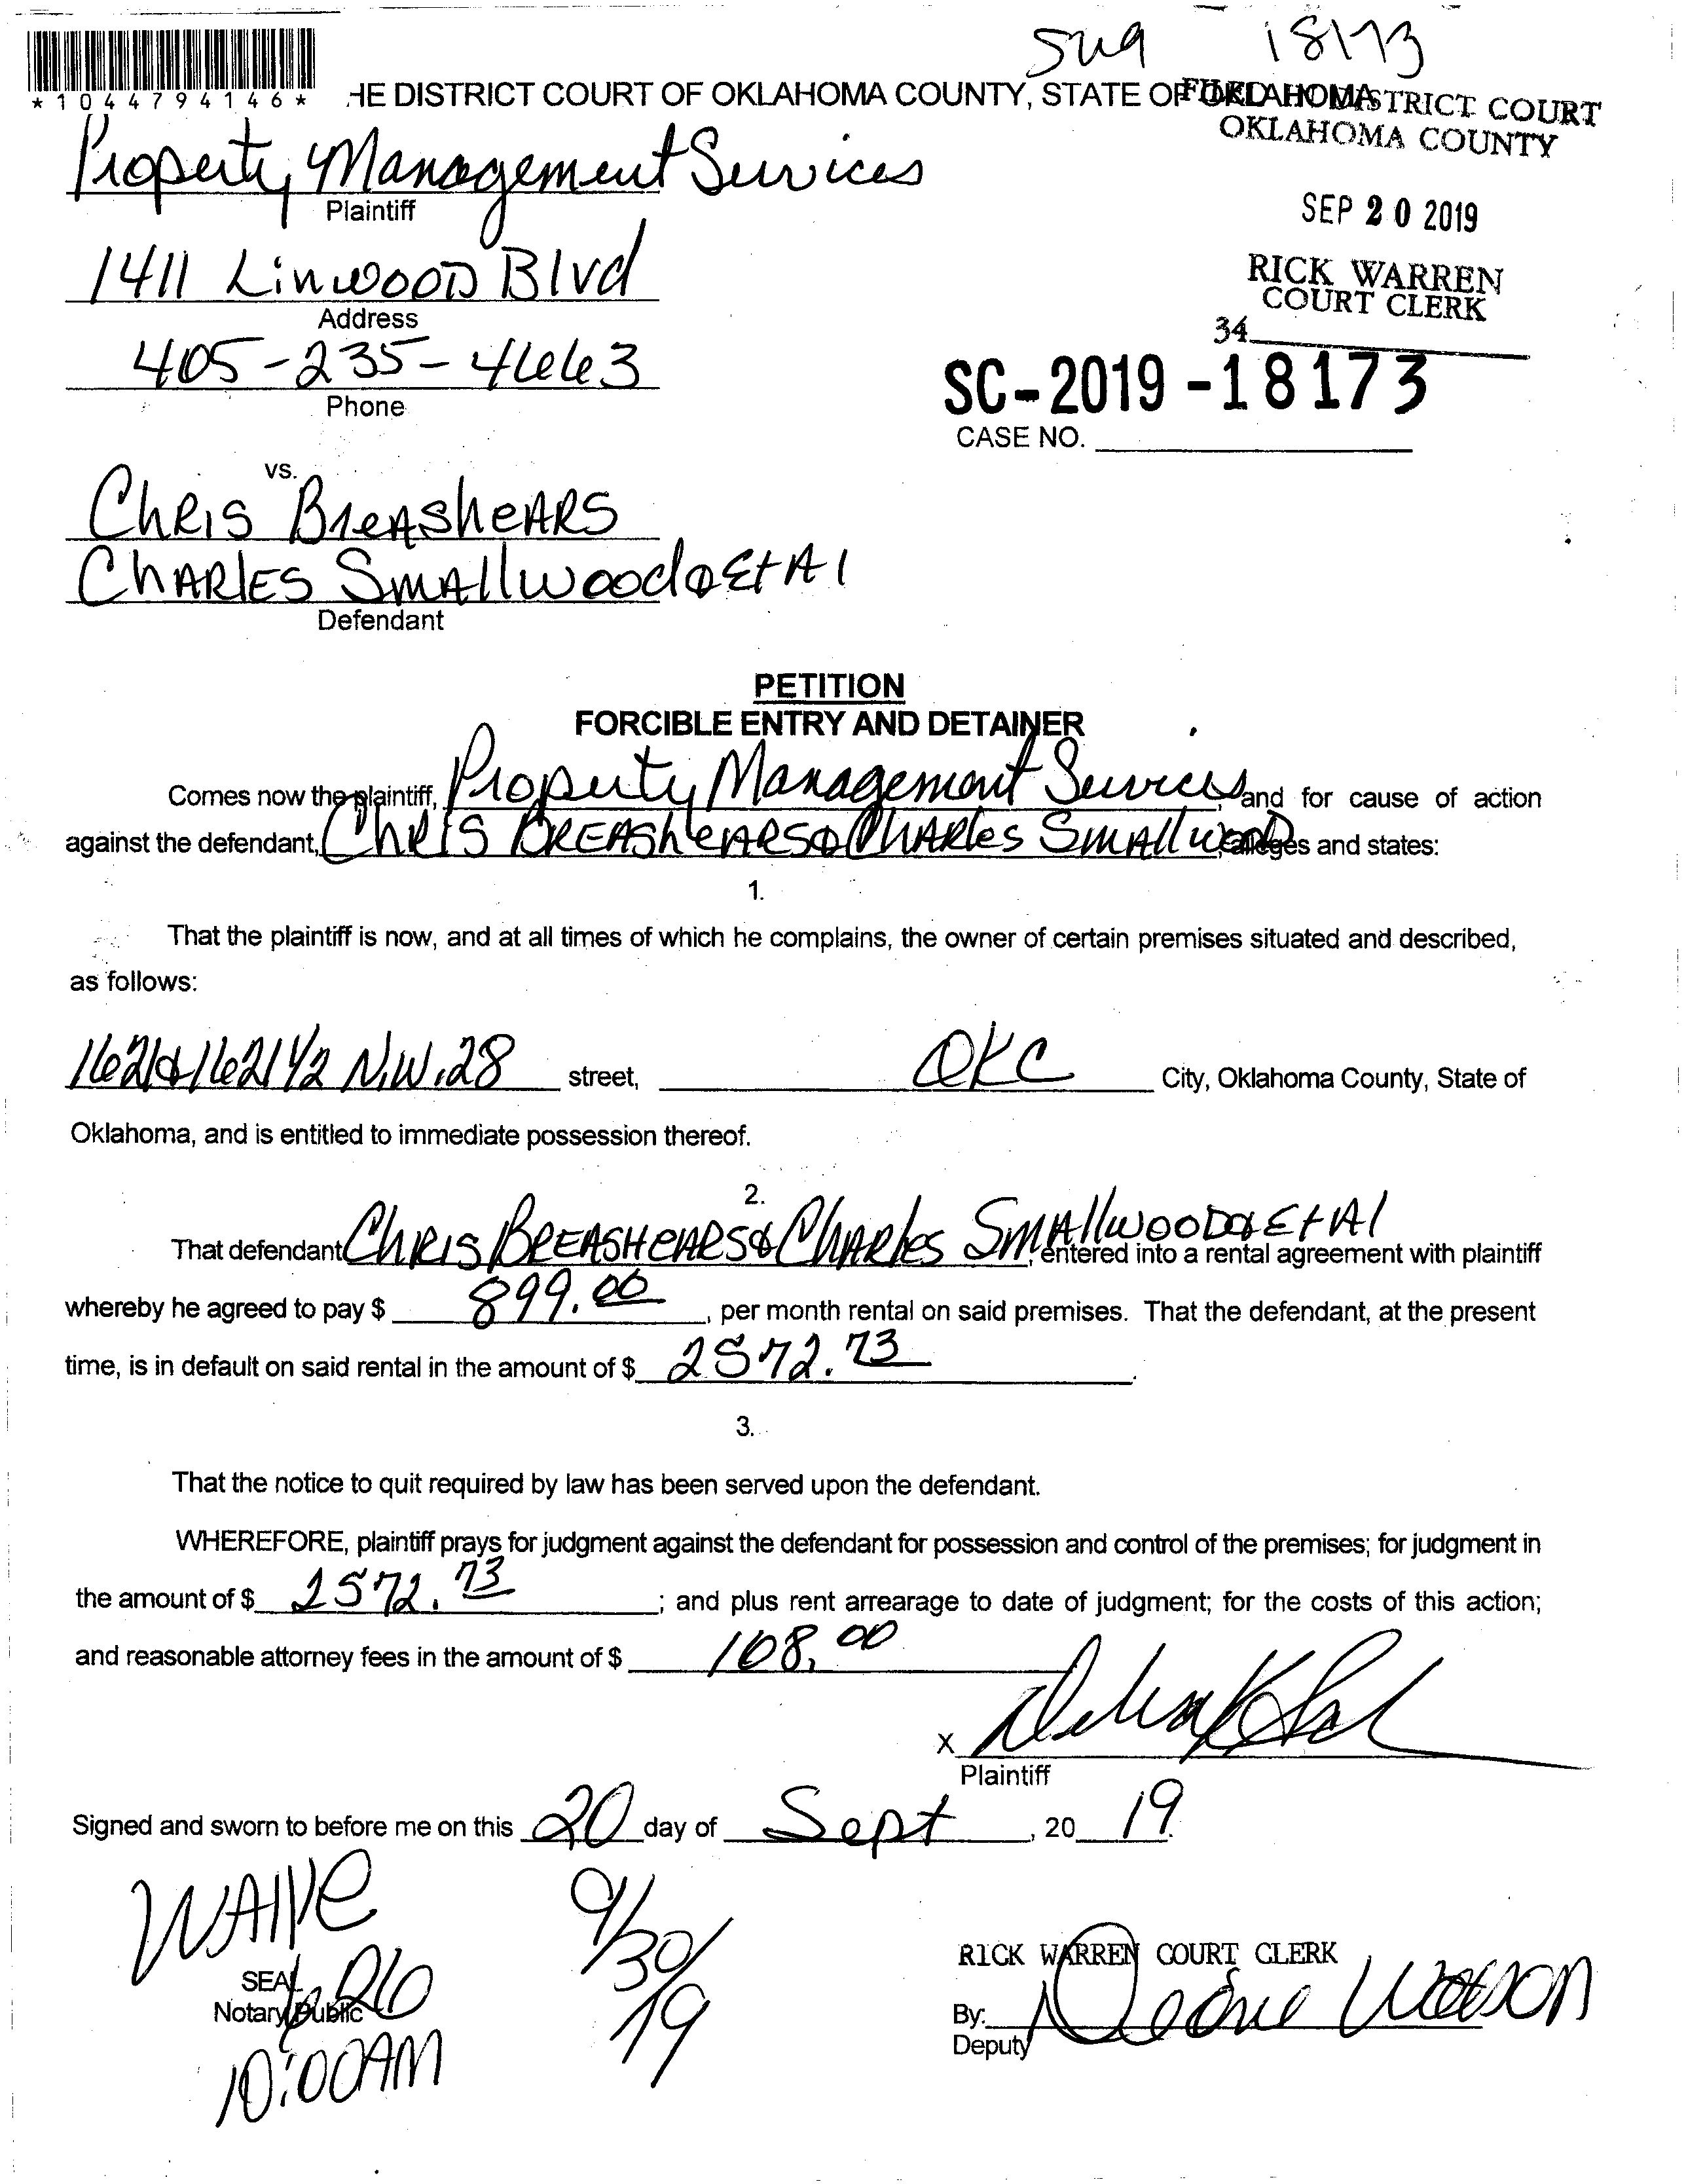 18173
*1044794146*
HE DISTRICT COURT OF OKLAHOMA COUNTY, STATE OF OKLAHOMA
FILED DISTRICT COURT
OKLAHOMA COUNTY
Property Management Services
Plaintiff
SEP 20 2019
1411 Linwood Blvd
Address
RICK WARREN
COURT CLERK
34
405-235-4663
Phone
SC-2019-18173
CASE NO.
vs.
Chris Breashears
Charles Smallwood & Et Al
Defendant
PETITION
FORCIBLE ENTRY AND DETAINER
Comes now the plaintiff, Property Management Services, and for cause of action
against the defendant, Chris Breashears & Charles Smallwood, alleges and states:
1.
That the plaintiff is now, and at all times of which he complains, the owner of certain premises situated and described,
as follows:
1621 & 1621 1/2 N.W. 28 street, OKC City, Oklahoma County, State of
Oklahoma, and is entitled to immediate possession thereof.
2.
That defendant Chris Breashears & Charles Smallwood & Et Al, entered into a rental agreement with plaintiff
whereby he agreed to pay $ 899.00, per month rental on said premises. That the defendant, at the present
time, is in default on said rental in the amount of $ 2572.73.
3.
That the notice to quit required by law has been served upon the defendant.
WHEREFORE, plaintiff prays for judgment against the defendant for possession and control of the premises; for judgment in
the amount of $ 2572.73; and plus rent arrearage to date of judgment; for the costs of this action;
and reasonable attorney fees in the amount of $ 108.00
X
Plaintiff
Signed and sworn to before me on this 20 day of Sept, 20 19.
WAIVE
9/30/19
SEAL
Notary Public
10:00AM
RICK WARREN COURT CLERK
By: Watson
Deputy